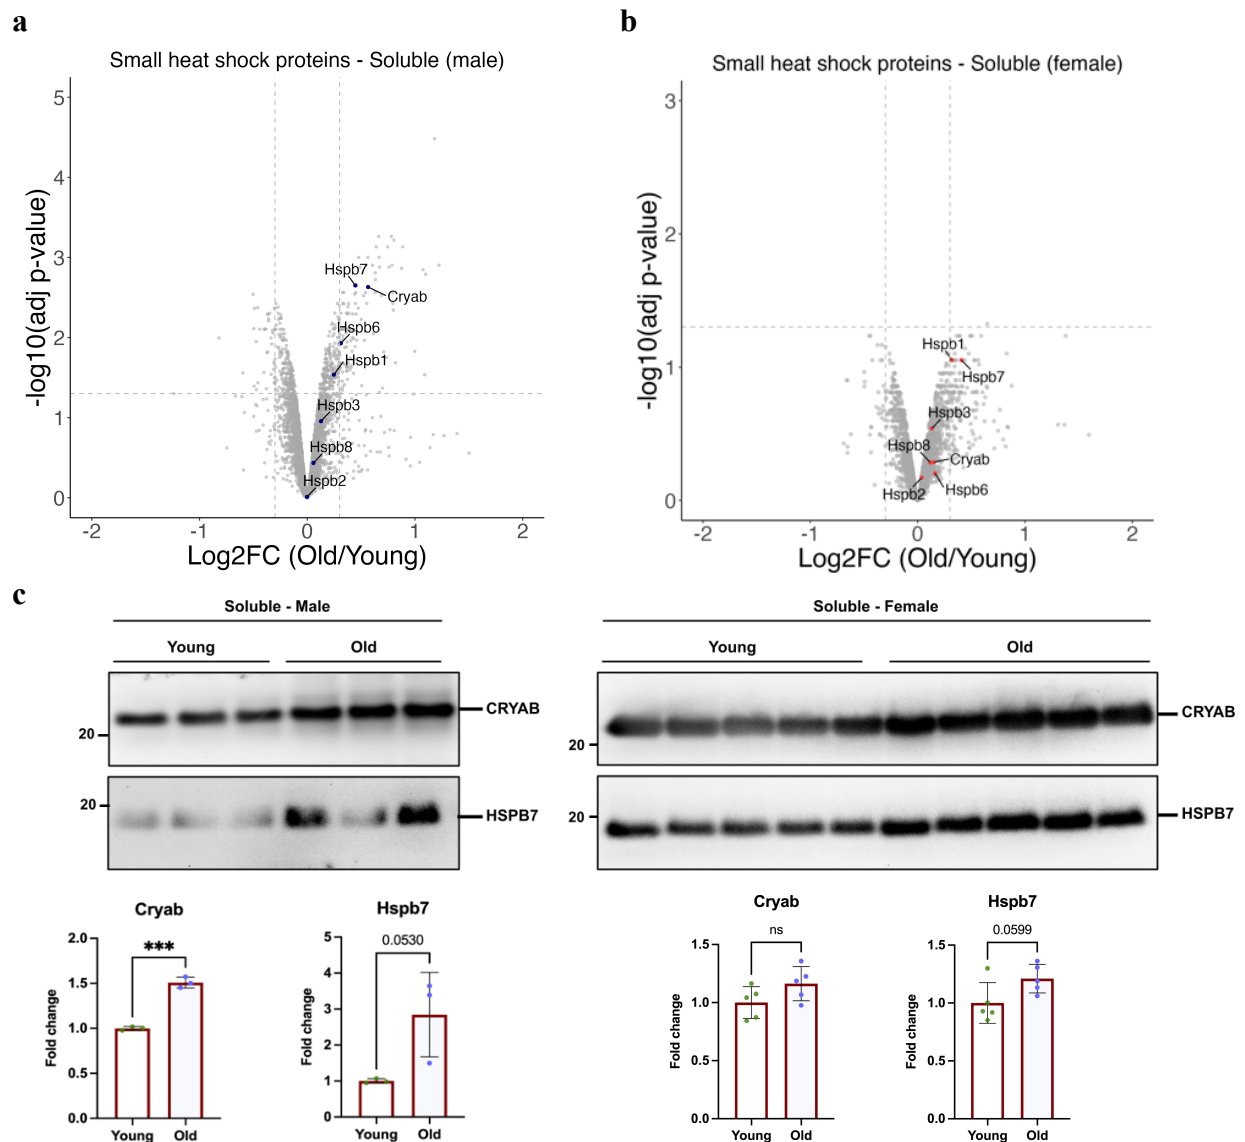 a
b
Small heat shock proteins - Soluble (male)
5
4
3
2
1
0
-2
-1
0
1
2
-log10(adj p-value)
Log2FC (Old/Young)
Hspb7
Cryab
Hspb6
Hspb1
Hspb3
Hspb8
Hspb2
Small heat shock proteins - Soluble (female)
3
2
1
0
-2
-1
0
1
2
-log10(adj p-value)
Log2FC (Old/Young)
Hspb1
Hspb7
Hspb3
Hspb8
Cryab
Hspb2
Hspb6
c
Soluble - Male
Young
Old
CRYAB
20
20
HSPB7
Soluble - Female
Young
Old
CRYAB
20
20
HSPB7
Cryab
***
2.0
1.5
1.0
0.5
0.0
Fold change
Young
Old
Hspb7
0.0530
5
4
3
2
1
0
Fold change
Young
Old
Cryab
ns
1.5
1.0
0.5
0.0
Fold change
Young
Old
Hspb7
0.0599
1.5
1.0
0.5
0.0
Fold change
Young
Old